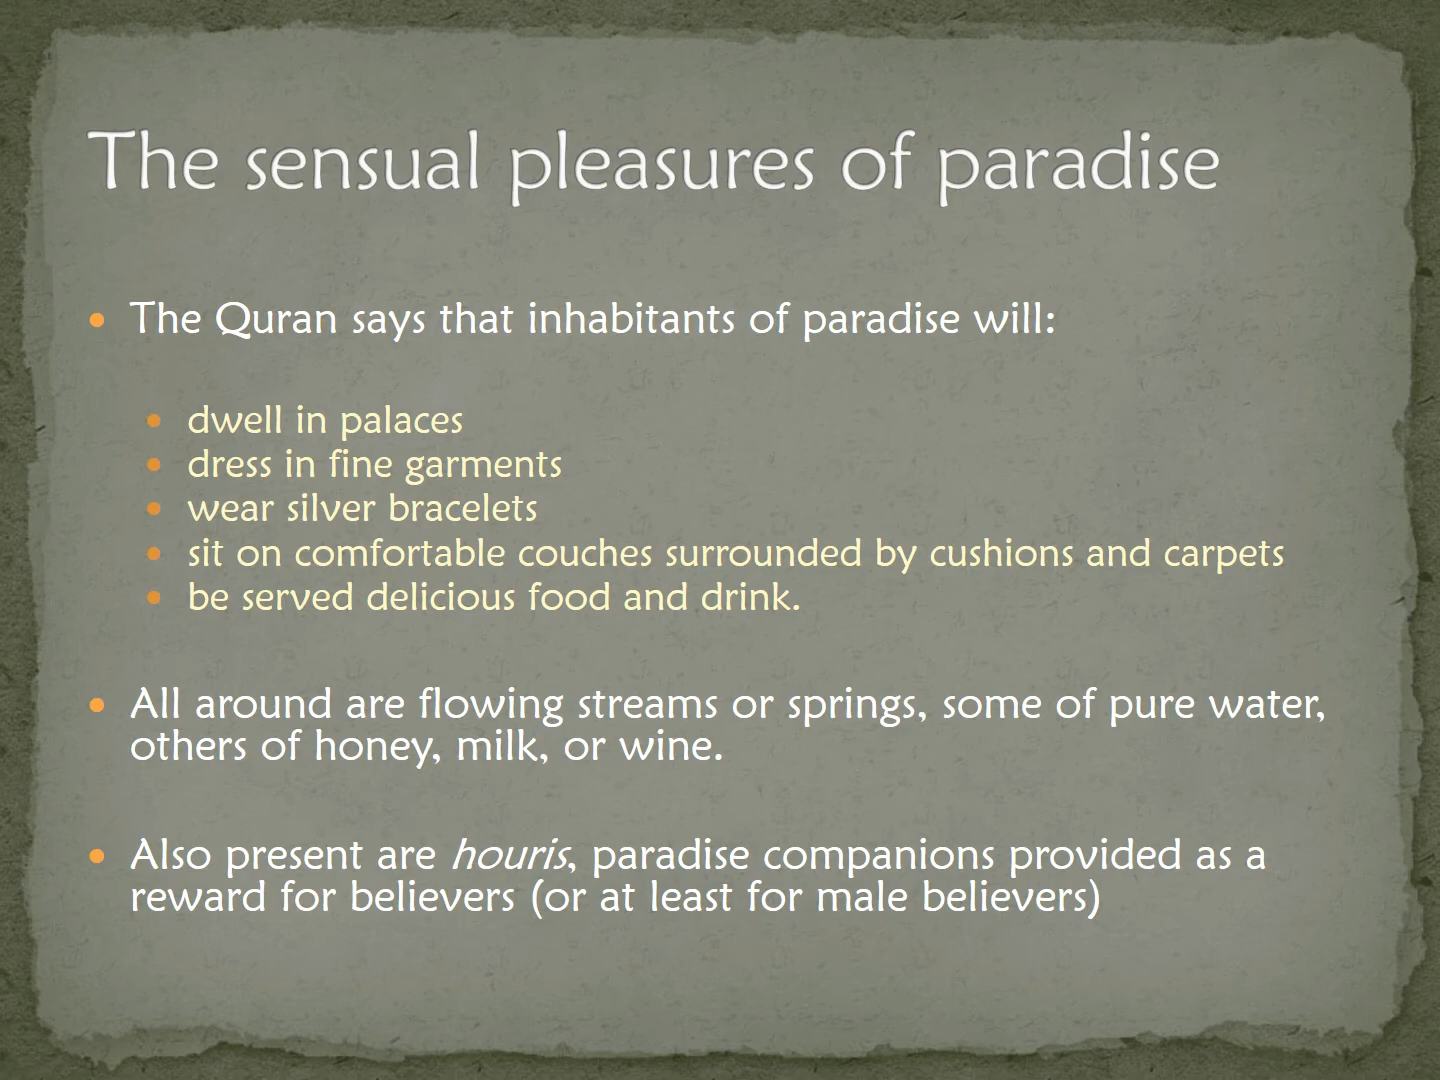 The sensual pleasures of paradise
• The Quran says that inhabitants of paradise will:
• dwell in palaces
• dress in fine garments
• wear silver bracelets
• sit on comfortable couches surrounded by cushions and carpets
• be served delicious food and drink.
• All around are flowing streams or springs, some of pure water,
others of honey, milk, or wine.
• Also present are houris, paradise companions provided as a
reward for believers (or at least for male believers)